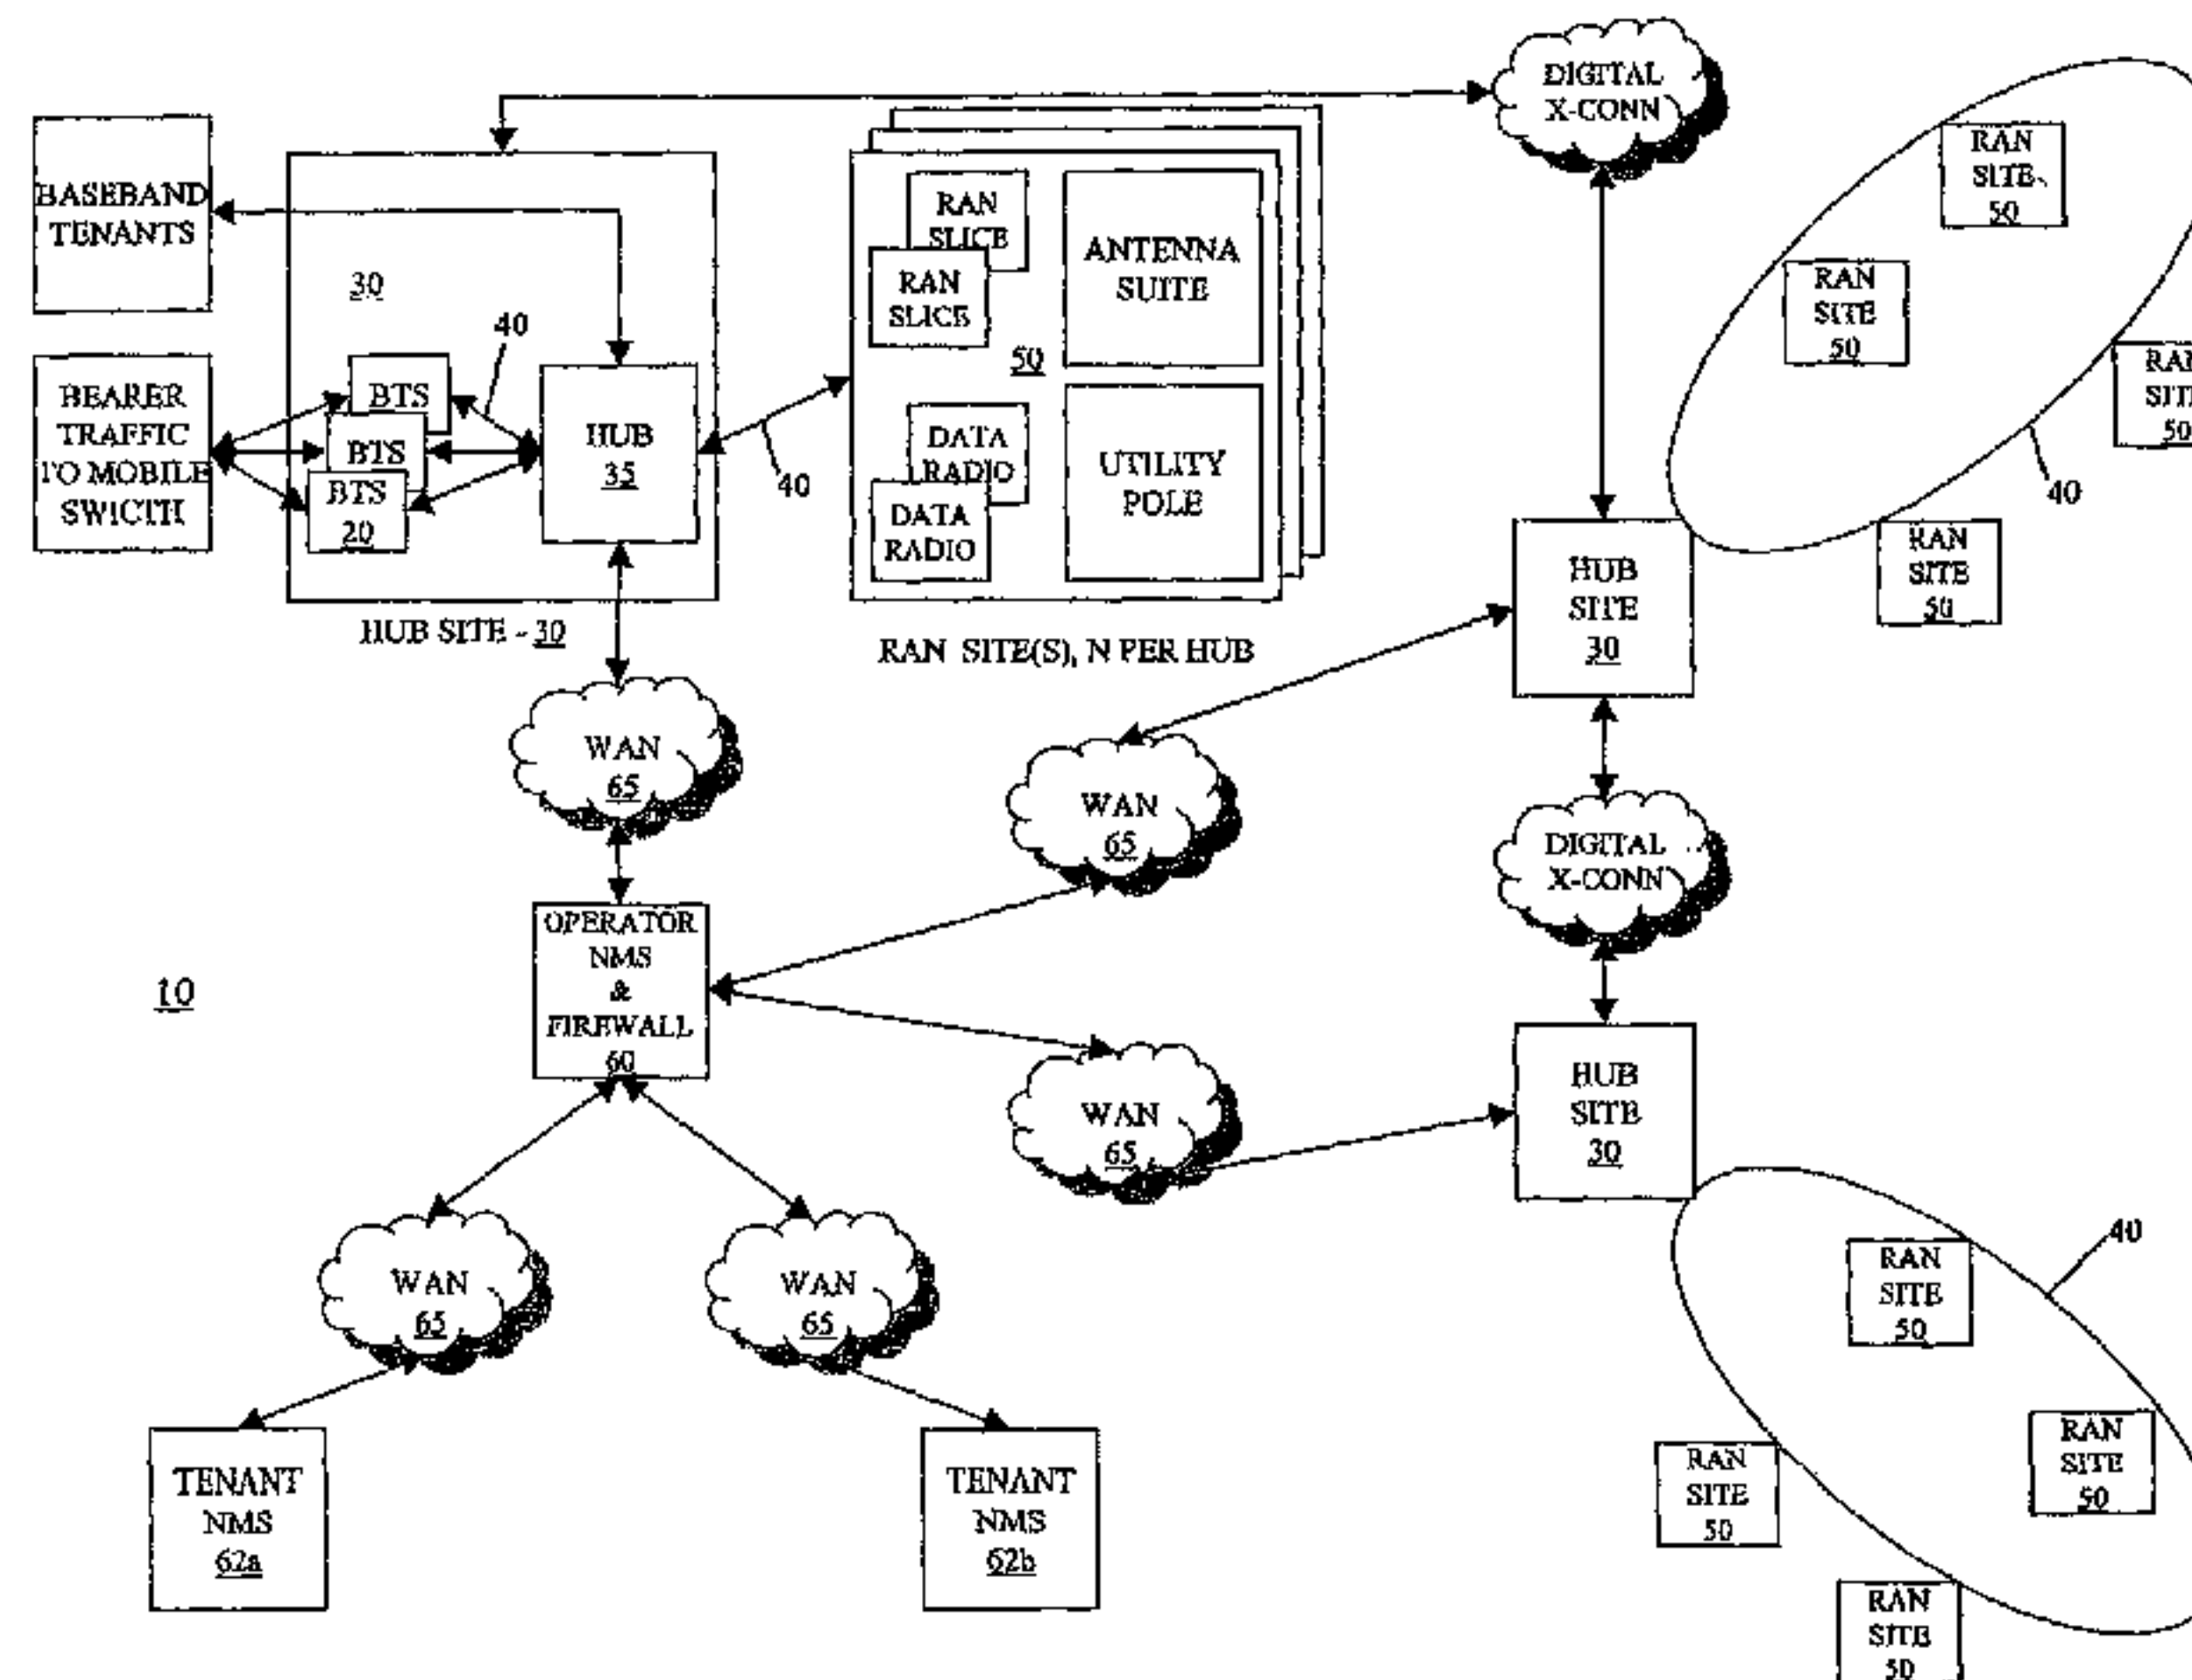 DIGITAL
X-CONN
BASEBAND
TENANTS
30
40
BEARER
TRAFFIC
TO MOBILE
SWICTH
BTS
BTS
BTS
20
HUB
35
HUB SITE - 30
40
RAN
SLICE
RAN
SLICE
ANTENNA
SUITE
50
DATA
RADIO
DATA
RADIO
UTILITY
POLE
RAN SITE(S), N PER HUB
RAN
SITE
50
RAN
SITE
50
RAN
SITE
50
40
RAN
SITE
50
HUB
SITE
30
WAN
65
WAN
65
DIGITAL
X-CONN
OPERATOR
NMS
&
FIREWALL
60
10
WAN
65
HUB
SITE
30
WAN
65
WAN
65
40
RAN
SITE
50
RAN
SITE
50
RAN
SITE
50
RAN
SITE
50
TENANT
NMS
62a
TENANT
NMS
62b